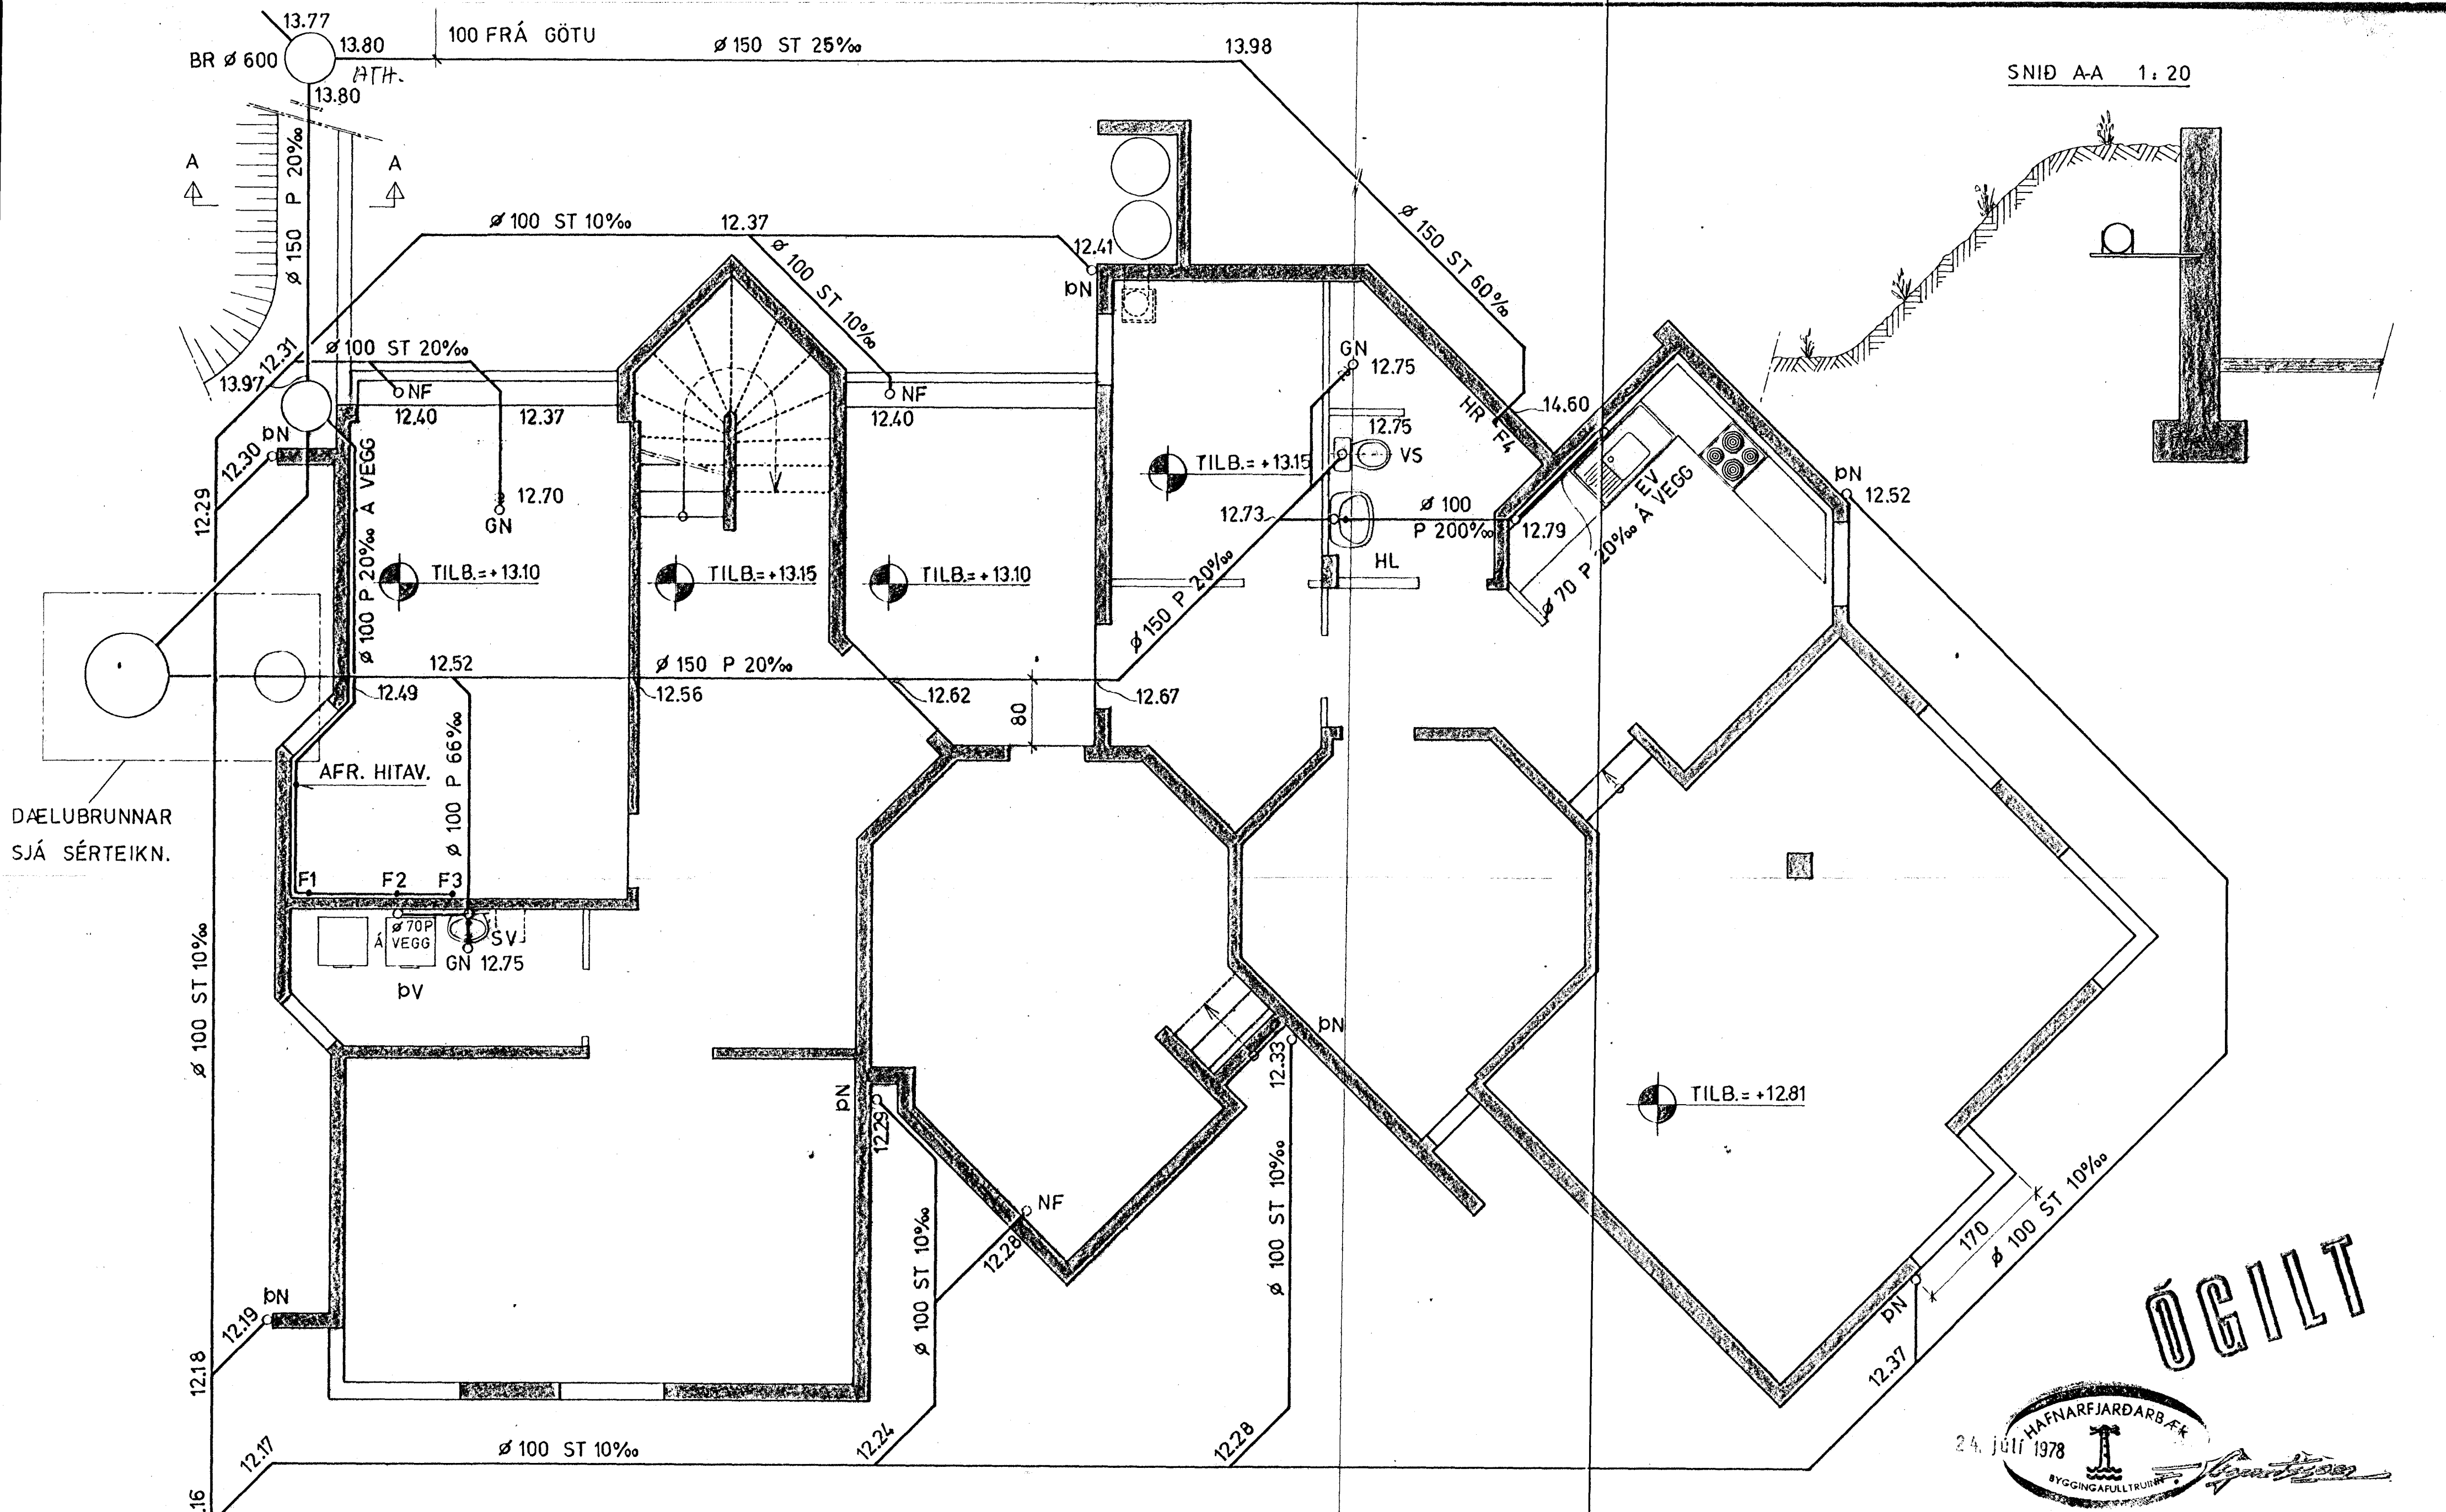 13.77
100 FRÁ GÖTU
BR ø 600
13.80
ATH.
ø 150 ST 25‰
13.98
SNIÐ A-A 1:20
13.80
ø 150 P 20‰
A
A
ø 100 ST 10‰
12.37
12.41
þN
ø 100 ST 10‰
ø 150 ST 60‰
12.31
ø 100 ST 20‰
13.97
NF
12.40
12.37
NF
12.40
GN
12.75
12.75
HR F4
14.60
VS
þN
12.30
12.29
ø 100 P 20‰ Á VEGG
12.70
GN
TILB.=+13.15
12.73
ø 100
P 200‰
12.79
HL
EV
ø 70 P 20‰ Á VEGG
þN
12.52
TILB.=+13.10
TILB.=+13.15
TILB.=+13.10
ø 150 P 20‰
12.52
ø 150 P 20‰
12.49
12.56
12.62
12.67
80
ø 100 P 66‰
AFR. HITAV.
DAELUBRUNNAR
SJÁ SÉRTEIKN.
F1
F2
F3
ø 70P
Á VEGG
SV
GN 12.75
þV
ø 100 ST 10‰
þN
12.29
12.33
þN
TILB.=+12.81
ø 100 ST 10‰
NF
12.28
ø 100 ST 10‰
170
ø 100 ST 10‰
þN
12.37
þN
12.19
12.18
12.17
ø 100 ST 10‰
12.24
12.28
.16
ÓGILT
HAFNARFJARÐARBÆR
24. júlí 1978
BYGGINGAFULLTRUINN